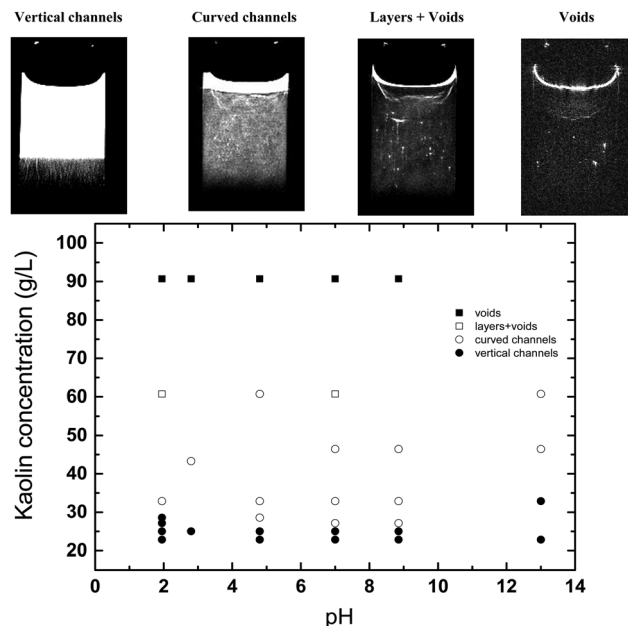 Vertical channels
Curved channels
Layers + Voids
Voids
Kaolin concentration (g/L)
100
90
80
70
60
50
40
30
20
voids
layers+voids
curved channels
vertical channels
0
2
4
6
8
10
12
14
pH